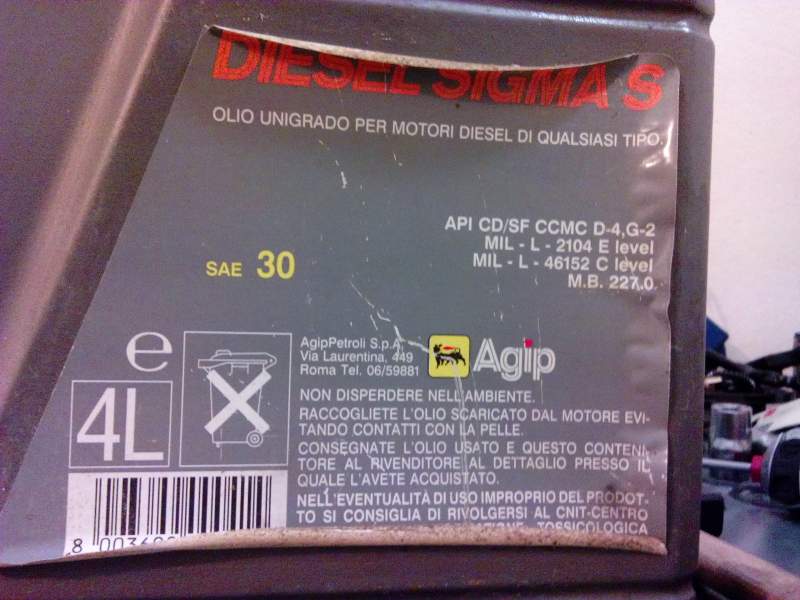 DIESEL SIGMA S
OLIO UNIGRADO PER MOTORI DIESEL DI QUALSIASI TIPO.
API CD/SF CCMC D-4,G-2
MIL - L - 2104 E level
MIL - L - 46152 C level
M.B. 227.0
SAE 30
e
4L
AgipPetroli S.p.A.
Via Laurentina, 449
Roma Tel. 06/59881
Agip
NON DISPERDERE NELL'AMBIENTE.
RACCOGLIETE L'OLIO SCARICATO DAL MOTORE EVI-
TANDO CONTATTI CON LA PELLE.
CONSEGNATE L'OLIO USATO E QUESTO CONTENI-
TORE AL RIVENDITORE AL DETTAGLIO PRESSO IL
QUALE L'AVETE ACQUISTATO.
NELL'EVENTUALITÀ DI USO IMPROPRIO DEL PRODOT-
TO SI CONSIGLIA DI RIVOLGERSI AL CNIT-CENTRO
TOSSICOLOGICA